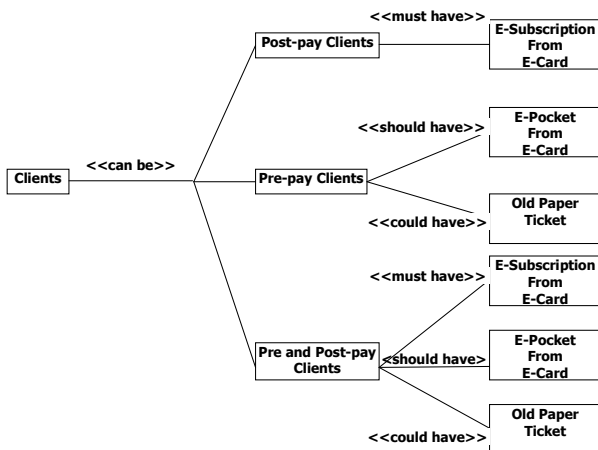 <<must have>>
Post-pay Clients
E-Subscription
From
E-Card
<<should have>>
E-Pocket
From
E-Card
<<can be>>
Clients
Pre-pay Clients
<<could have>>
Old Paper
Ticket
<<must have>>
E-Subscription
From
E-Card
Pre and Post-pay
Clients
<should have>
E-Pocket
From
E-Card
<<could have>>
Old Paper
Ticket